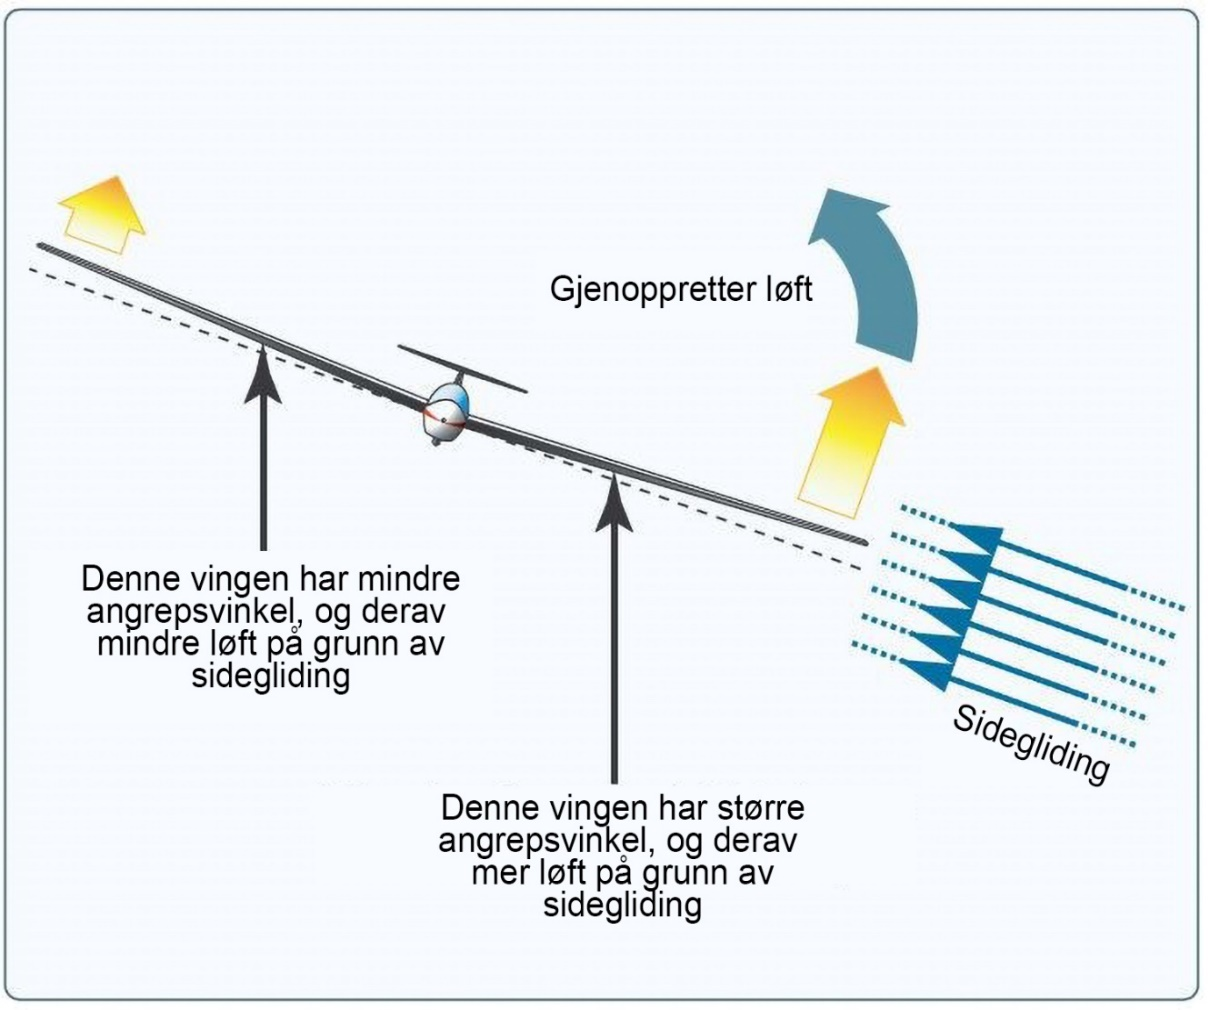 Gjenoppretter løft
Denne vingen har mindre
angrepsvinkel, og derav
mindre løft på grunn av
sidegliding
Sidegliding
Denne vingen har større
angrepsvinkel, og derav
mer løft på grunn av
sidegliding